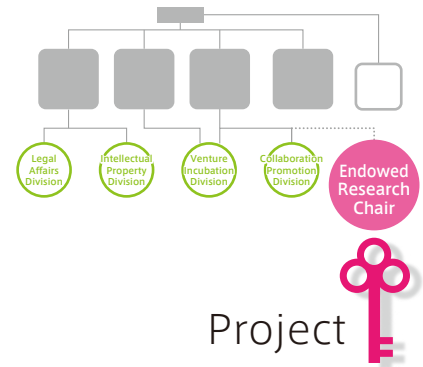 Legal
Affairs
Division
Intellectual
Property
Division
Venture
Incubation
Division
Collaboration
Promotion
Division
Endowed
Research
Chair
Project